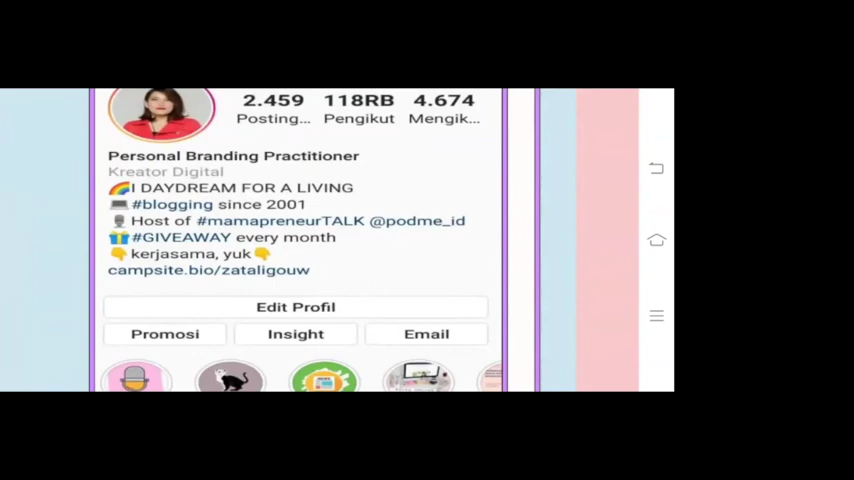 2.459 118RB 4.674
Posting... Pengikut Mengik...
Personal Branding Practitioner
Kreator Digital
🌈I DAYDREAM FOR A LIVING
💻#blogging since 2001
🎙Host of #mamapreneurTALK @podme_id
🎁#GIVEAWAY every month
👇kerjasama, yuk👇
campsite.bio/zataligouw
Edit Profil
Promosi Insight Email